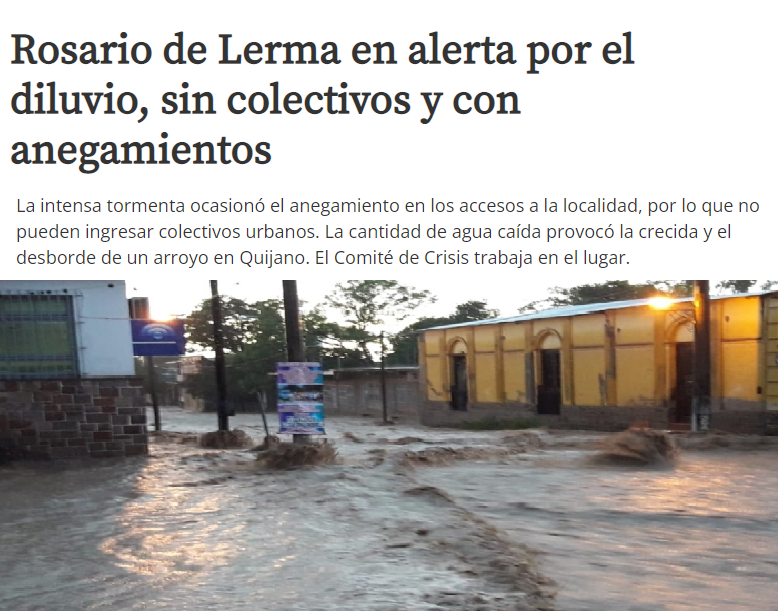 Rosario de Lerma en alerta por el
diluvio, sin colectivos y con
anegamientos
La intensa tormenta ocasionó el anegamiento en los accesos a la localidad, por lo que no
pueden ingresar colectivos urbanos. La cantidad de agua caída provocó la crecida y el
desborde de un arroyo en Quijano. El Comité de Crisis trabaja en el lugar.